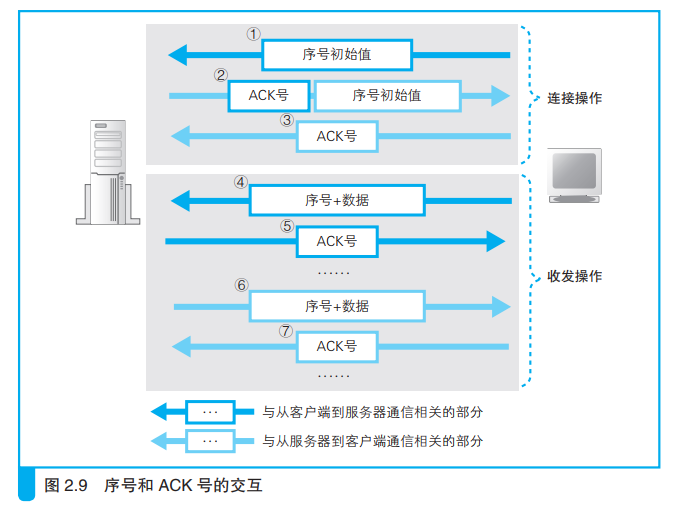 ① 序号初始值
② ACK号 序号初始值
③ ACK号
连接操作
④ 序号+数据
⑤ ACK号
……
⑥ 序号+数据
⑦ ACK号
……
收发操作
… 与从客户端到服务器通信相关的部分
… 与从服务器到客户端通信相关的部分
图 2.9 序号和 ACK 号的交互